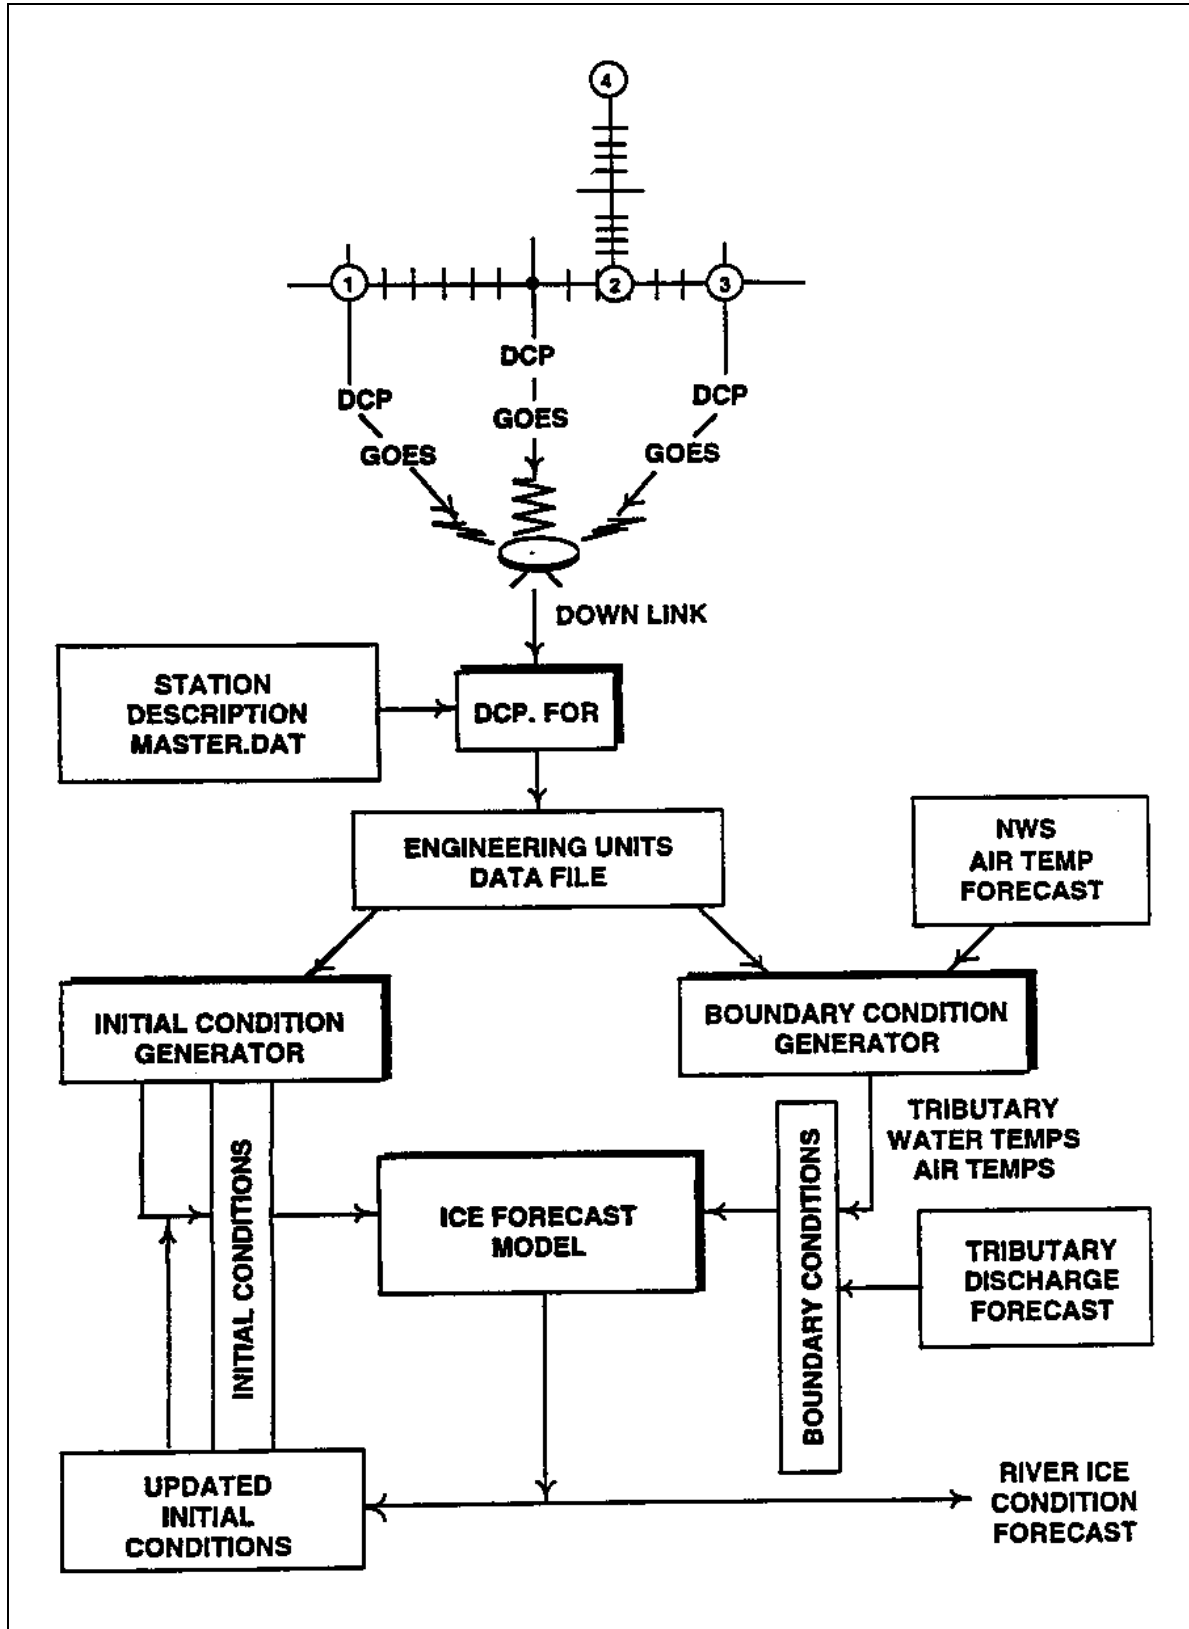 4
1
2
3
DCP
DCP
DCP
GOES
GOES
GOES
DOWN LINK
STATION
DESCRIPTION
MASTER.DAT
DCP. FOR
ENGINEERING UNITS
DATA FILE
NWS
AIR TEMP
FORECAST
INITIAL CONDITION
GENERATOR
BOUNDARY CONDITION
GENERATOR
TRIBUTARY
WATER TEMPS
AIR TEMPS
INITIAL CONDITIONS
ICE FORECAST
MODEL
BOUNDARY CONDITIONS
TRIBUTARY
DISCHARGE
FORECAST
UPDATED
INITIAL
CONDITIONS
RIVER ICE
CONDITION
FORECAST